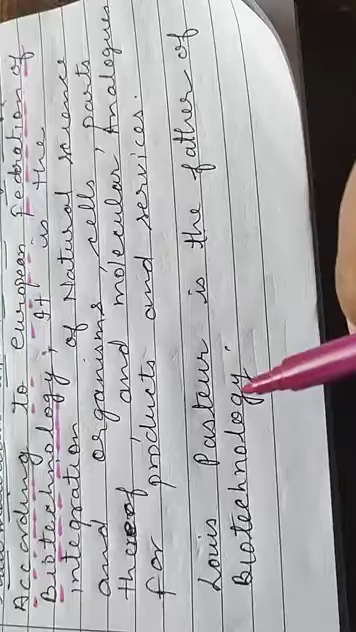 According to european federation of
Biotechnology, It is the
integration of Natural science
and organisms, cells, parts
thereof and molecular Analogues
for products and services.
Louis Pasteur is the father of
Biotechnology.